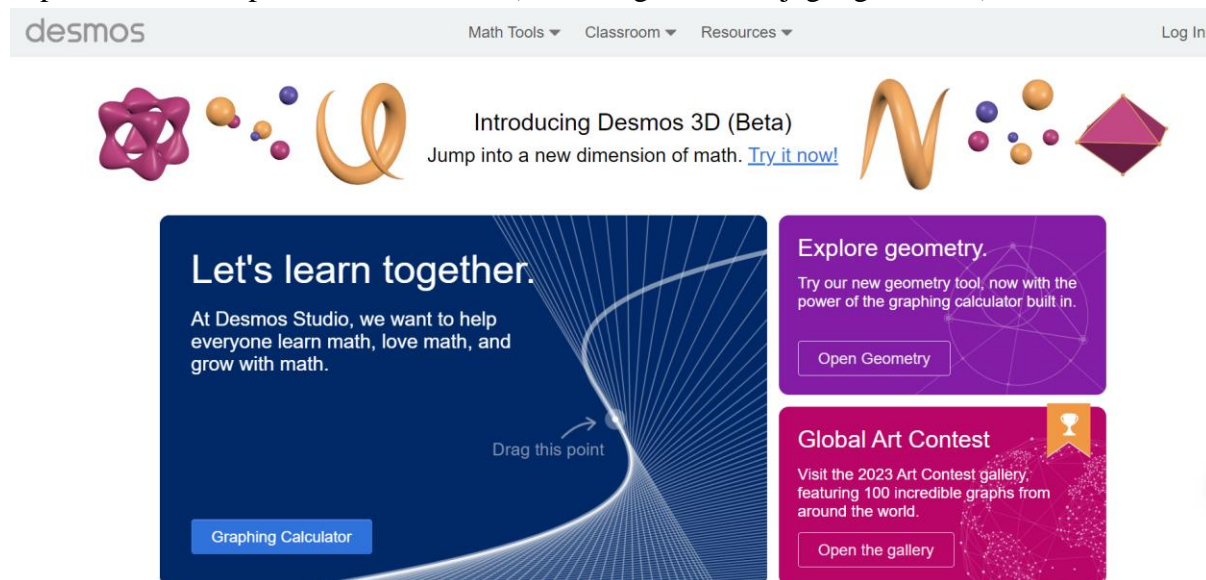 desmos
Math Tools Classroom Resources Log In
Introducing Desmos 3D (Beta)
Jump into a new dimension of math. Try it now!
Let's learn together.
At Desmos Studio, we want to help
everyone learn math, love math, and
grow with math.
Drag this point
Graphing Calculator
Explore geometry.
Try our new geometry tool, now with the
power of the graphing calculator built in.
Open Geometry
Global Art Contest
Visit the 2023 Art Contest gallery,
featuring 100 incredible graphs from
around the world.
Open the gallery